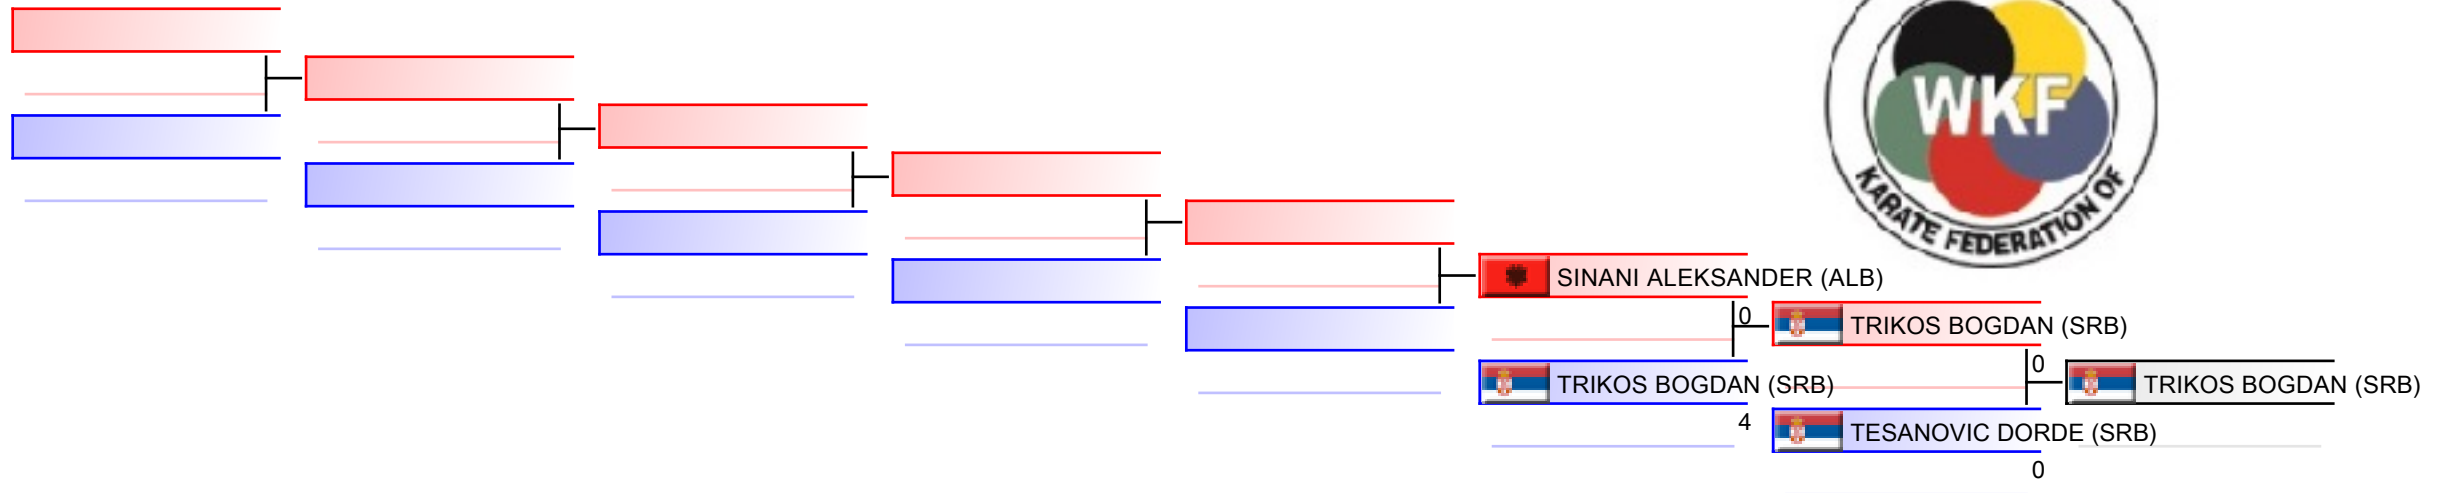 WKF
KARATE FEDERATION OF
SINANI ALEKSANDER (ALB)
0
TRIKOS BOGDAN (SRB)
0
TRIKOS BOGDAN (SRB)
TRIKOS BOGDAN (SRB)
4
TESANOVIC DORDE (SRB)
0